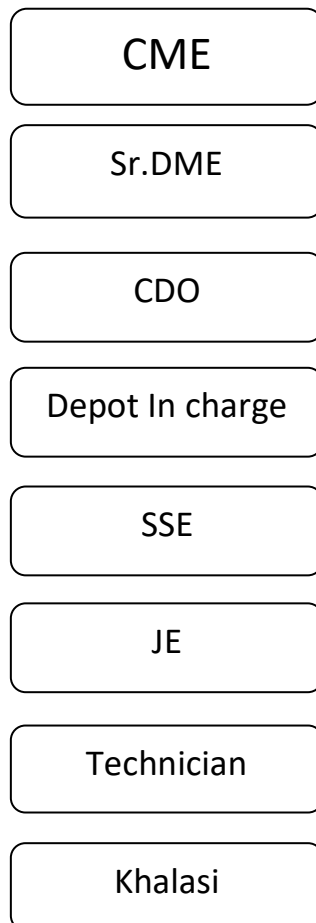 CME
Sr.DME
CDO
Depot In charge
SSE
JE
Technician
Khalasi